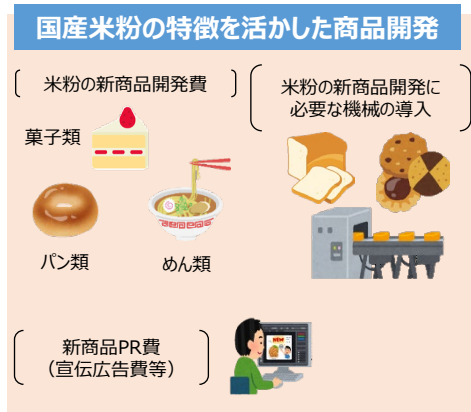 国産米粉の特徴を活かした商品開発
米粉の新商品開発費
菓子類
パン類
めん類
米粉の新商品開発に
必要な機械の導入
新商品PR費
（宣伝広告費等）
NEW